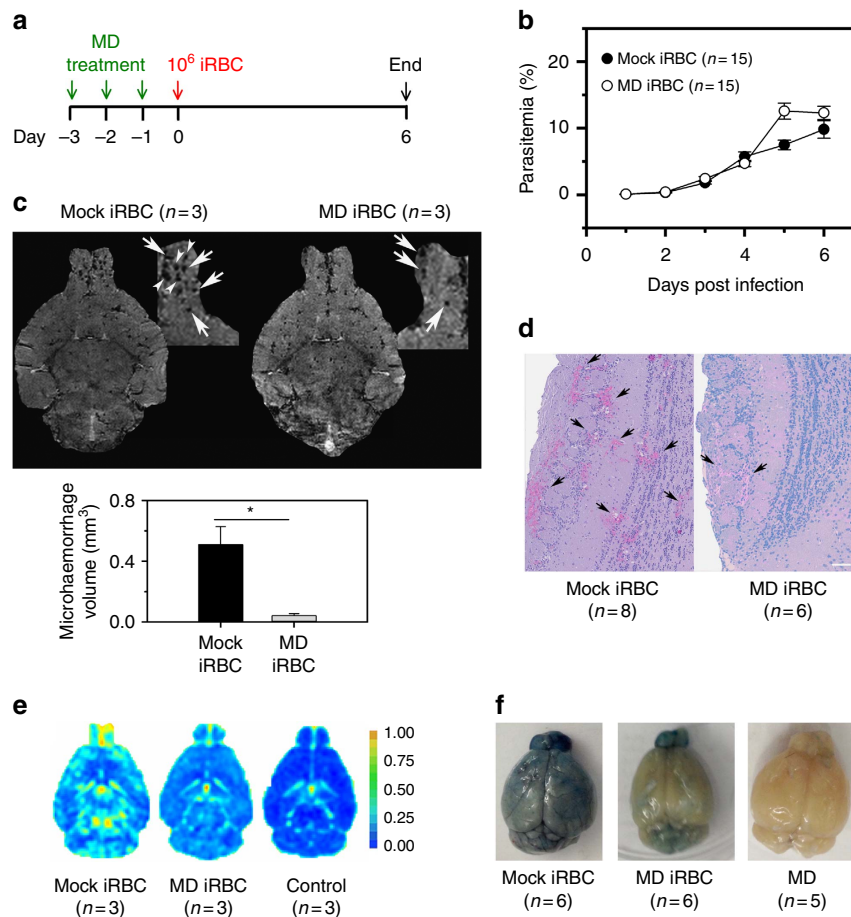 a
MD
treatment
10⁶ iRBC
End
Day
–3 –2 –1 0 6
b
Parasitemia (%)
20
10
0
Mock iRBC (n=15)
MD iRBC (n=15)
0 2 4 6
Days post infection
c
Mock iRBC (n=3) MD iRBC (n=3)
Microhaemorrhage
volume (mm³)
0.8
0.4
0.0
*
Mock
iRBC
MD
iRBC
d
Mock iRBC
(n=8)
MD iRBC
(n=6)
e
1.00
0.75
0.50
0.25
0.00
Mock iRBC
(n=3)
MD iRBC
(n=3)
Control
(n=3)
f
Mock iRBC
(n=6)
MD iRBC
(n=6)
MD
(n=5)